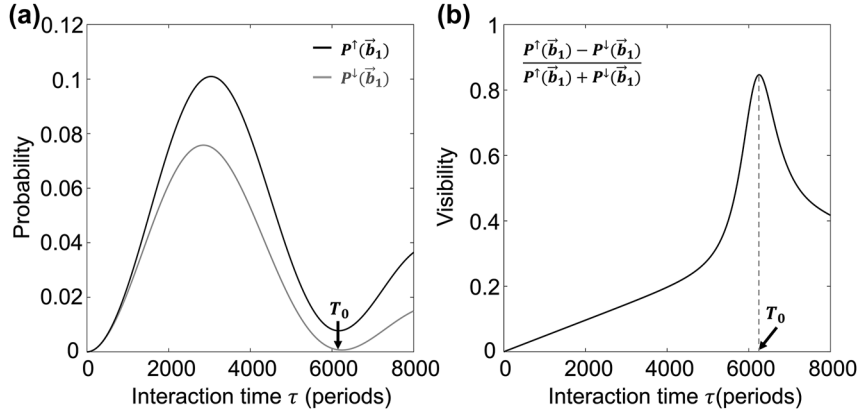 (a)
0.12
0.1
0.08
0.06
0.04
0.02
0
Probability
P↑(b⃗₁)
P↓(b⃗₁)
T₀
0 2000 4000 6000 8000
Interaction time τ (periods)
(b)
1
0.8
0.6
0.4
0.2
0
Visibility
P↑(b⃗₁) − P↓(b⃗₁)
P↑(b⃗₁) + P↓(b⃗₁)
T₀
0 2000 4000 6000 8000
Interaction time τ(periods)